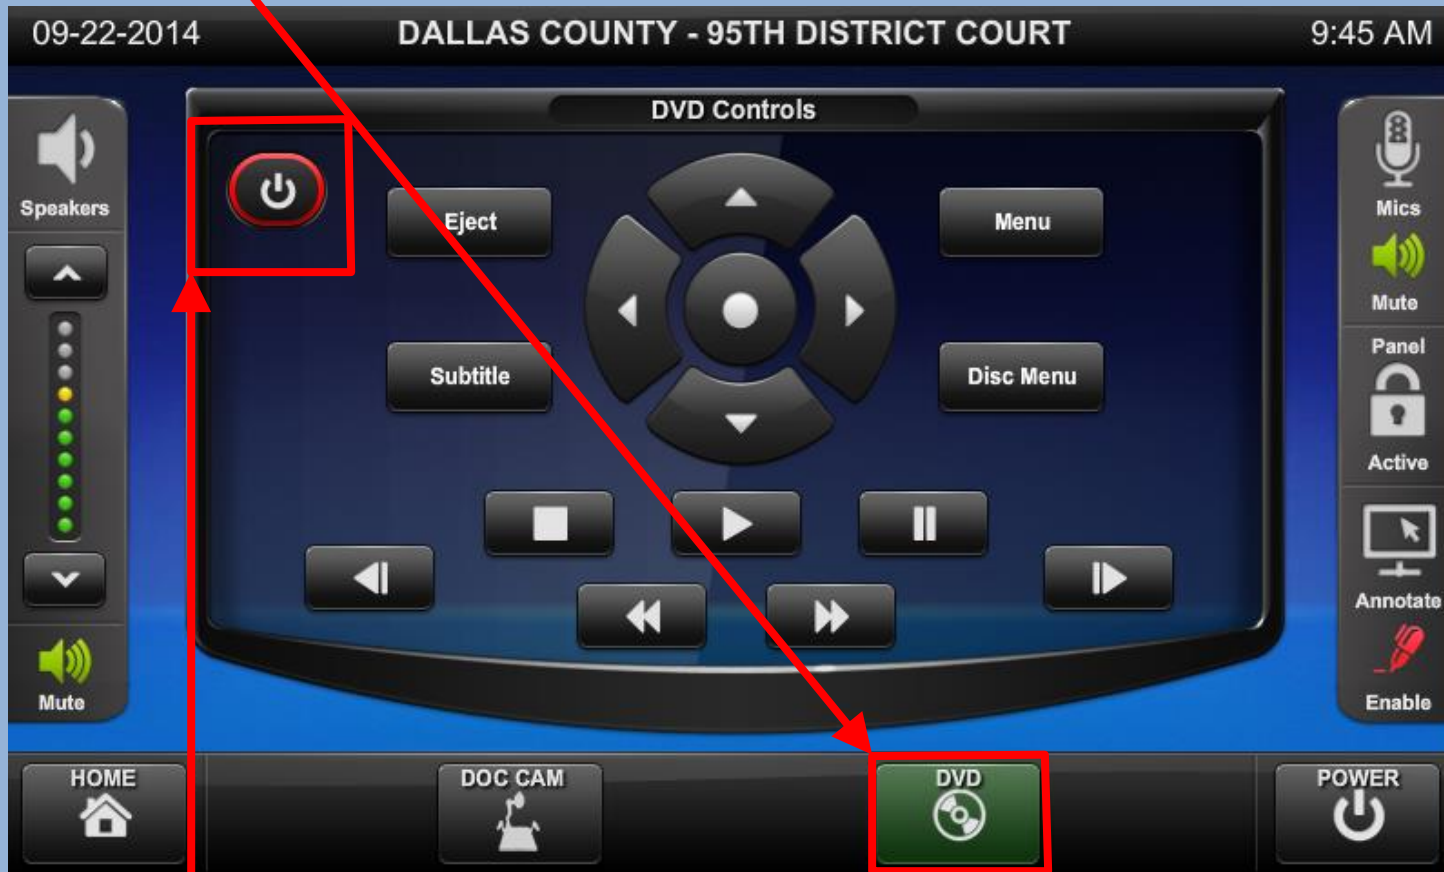 09-22-2014 DALLAS COUNTY - 95TH DISTRICT COURT 9:45 AM
DVD Controls
Speakers
Mute
Eject
Menu
Subtitle
Disc Menu
Mics
Mute
Panel
Active
Annotate
Enable
HOME
DOC CAM
DVD
POWER